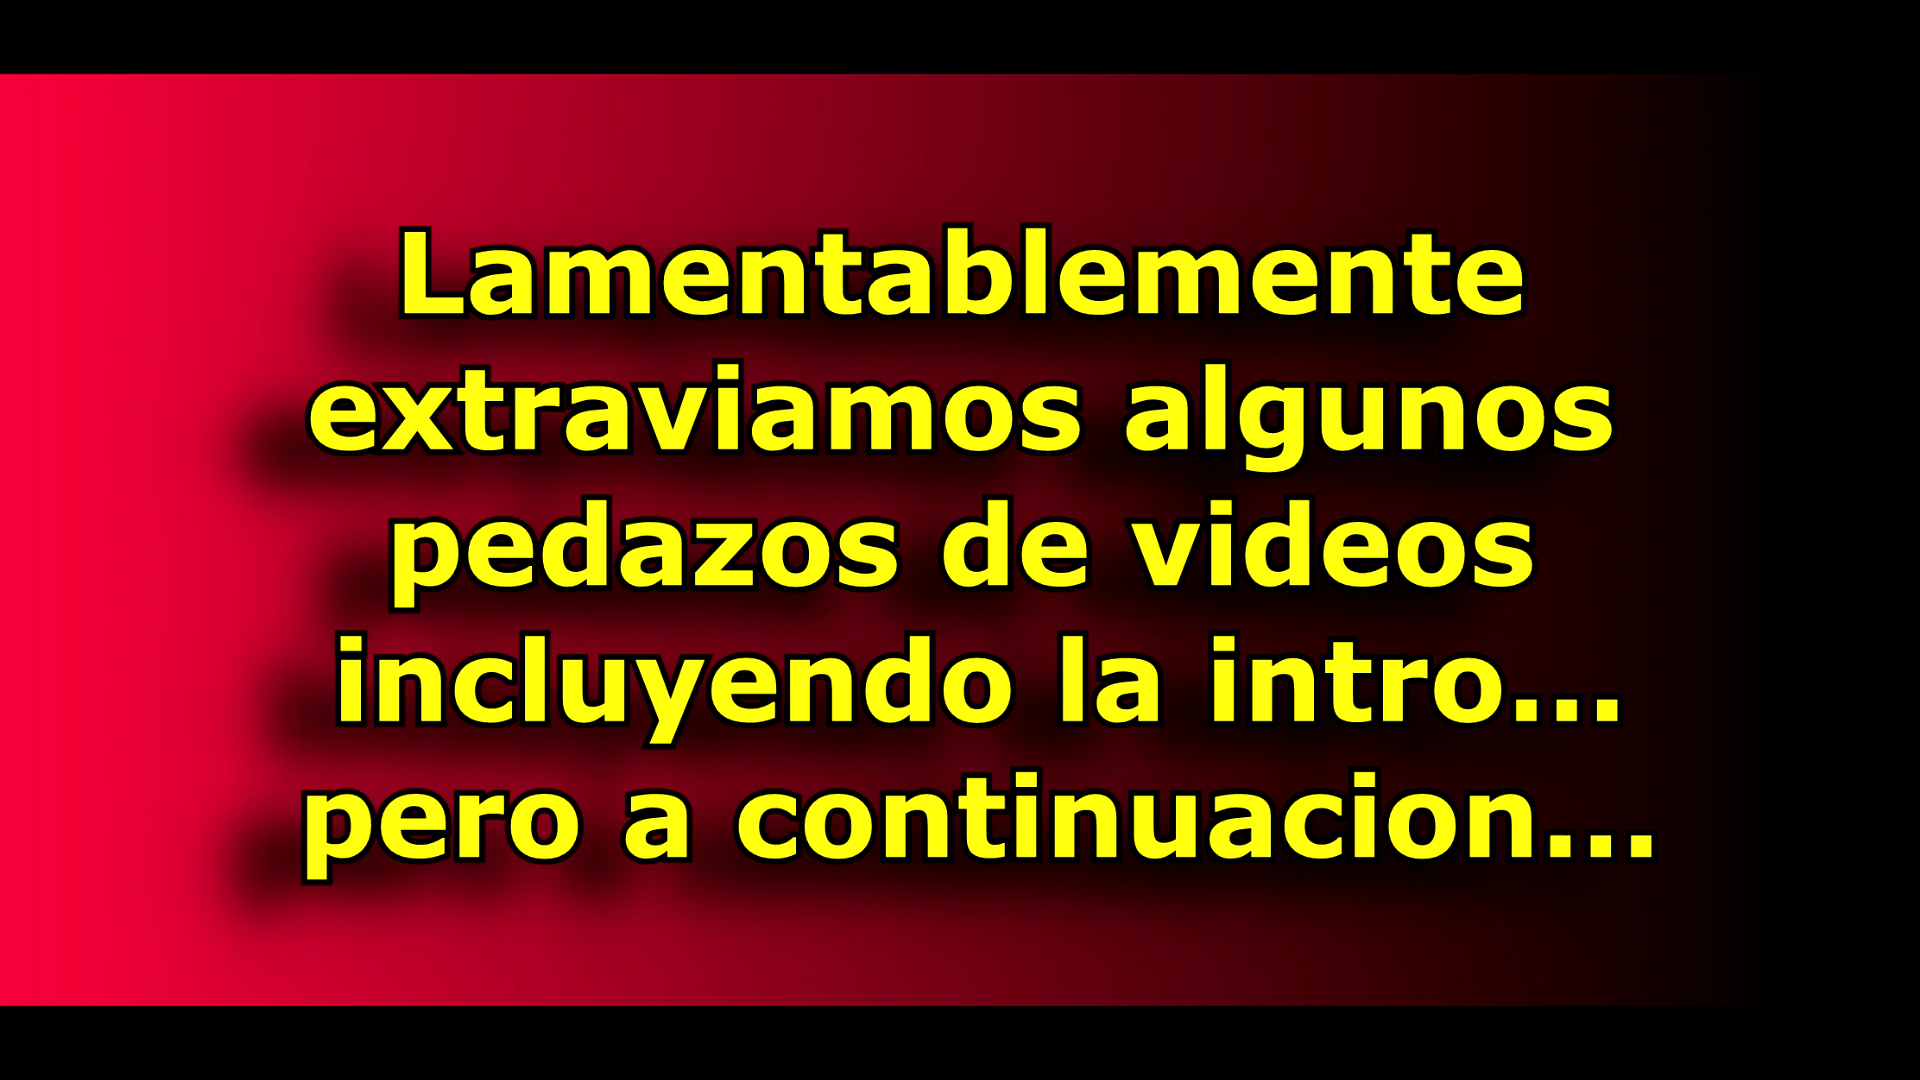 Lamentablemente
extraviamos algunos
pedazos de videos
incluyendo la intro...
pero a continuacion...